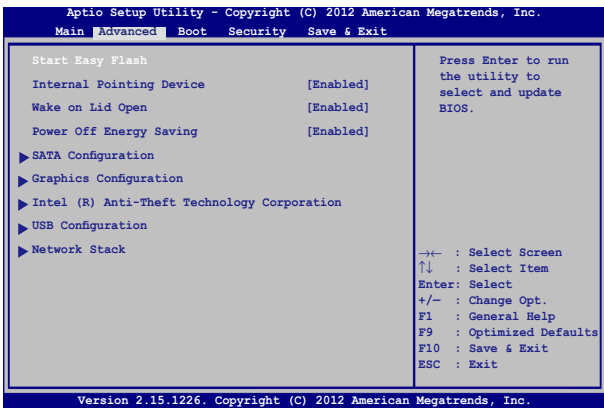 Aptio Setup Utility - Copyright (C) 2012 American Megatrends, Inc.
Main Advanced Boot Security Save & Exit
Start Easy Flash
Internal Pointing Device [Enabled]
Wake on Lid Open [Enabled]
Power Off Energy Saving [Enabled]
SATA Configuration
Graphics Configuration
Intel (R) Anti-Theft Technology Corporation
USB Configuration
Network Stack
Press Enter to run
the utility to
select and update
BIOS.
→← : Select Screen
↑↓ : Select Item
Enter: Select
+/— : Change Opt.
F1 : General Help
F9 : Optimized Defaults
F10 : Save & Exit
ESC : Exit
Version 2.15.1226. Copyright (C) 2012 American Megatrends, Inc.